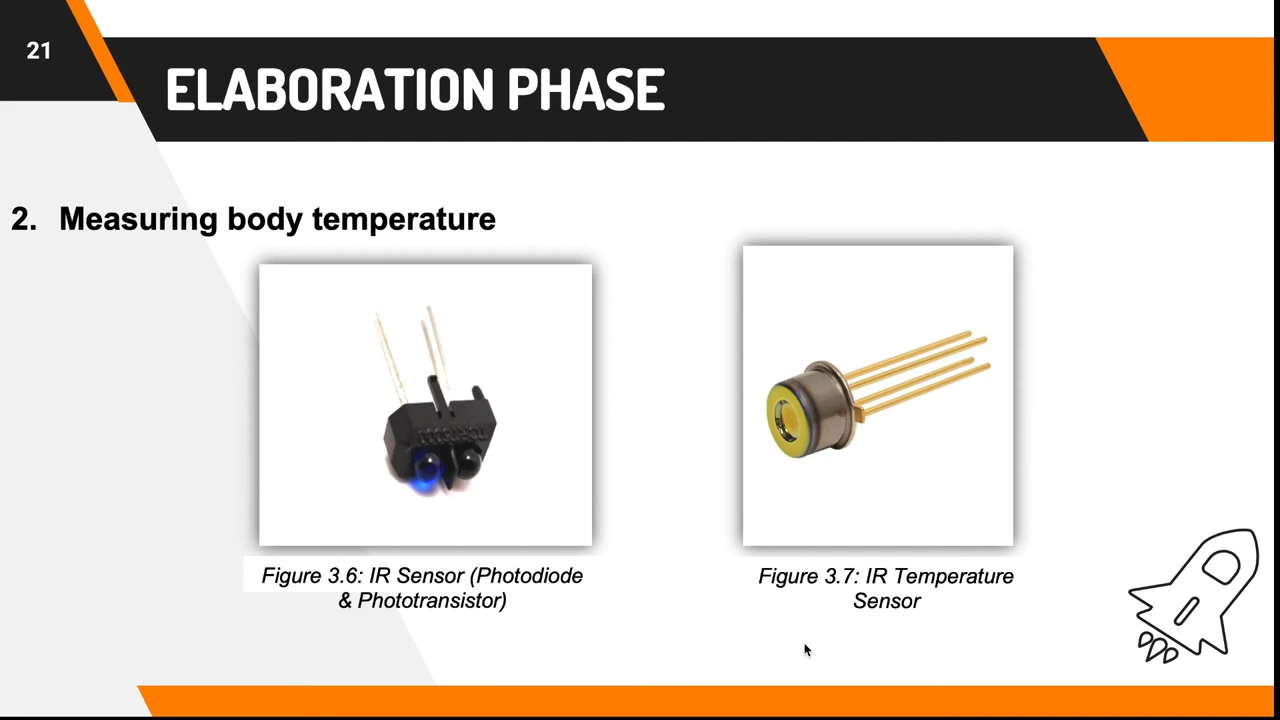 21
ELABORATION PHASE
2. Measuring body temperature
Figure 3.6: IR Sensor (Photodiode
& Phototransistor)
Figure 3.7: IR Temperature
Sensor